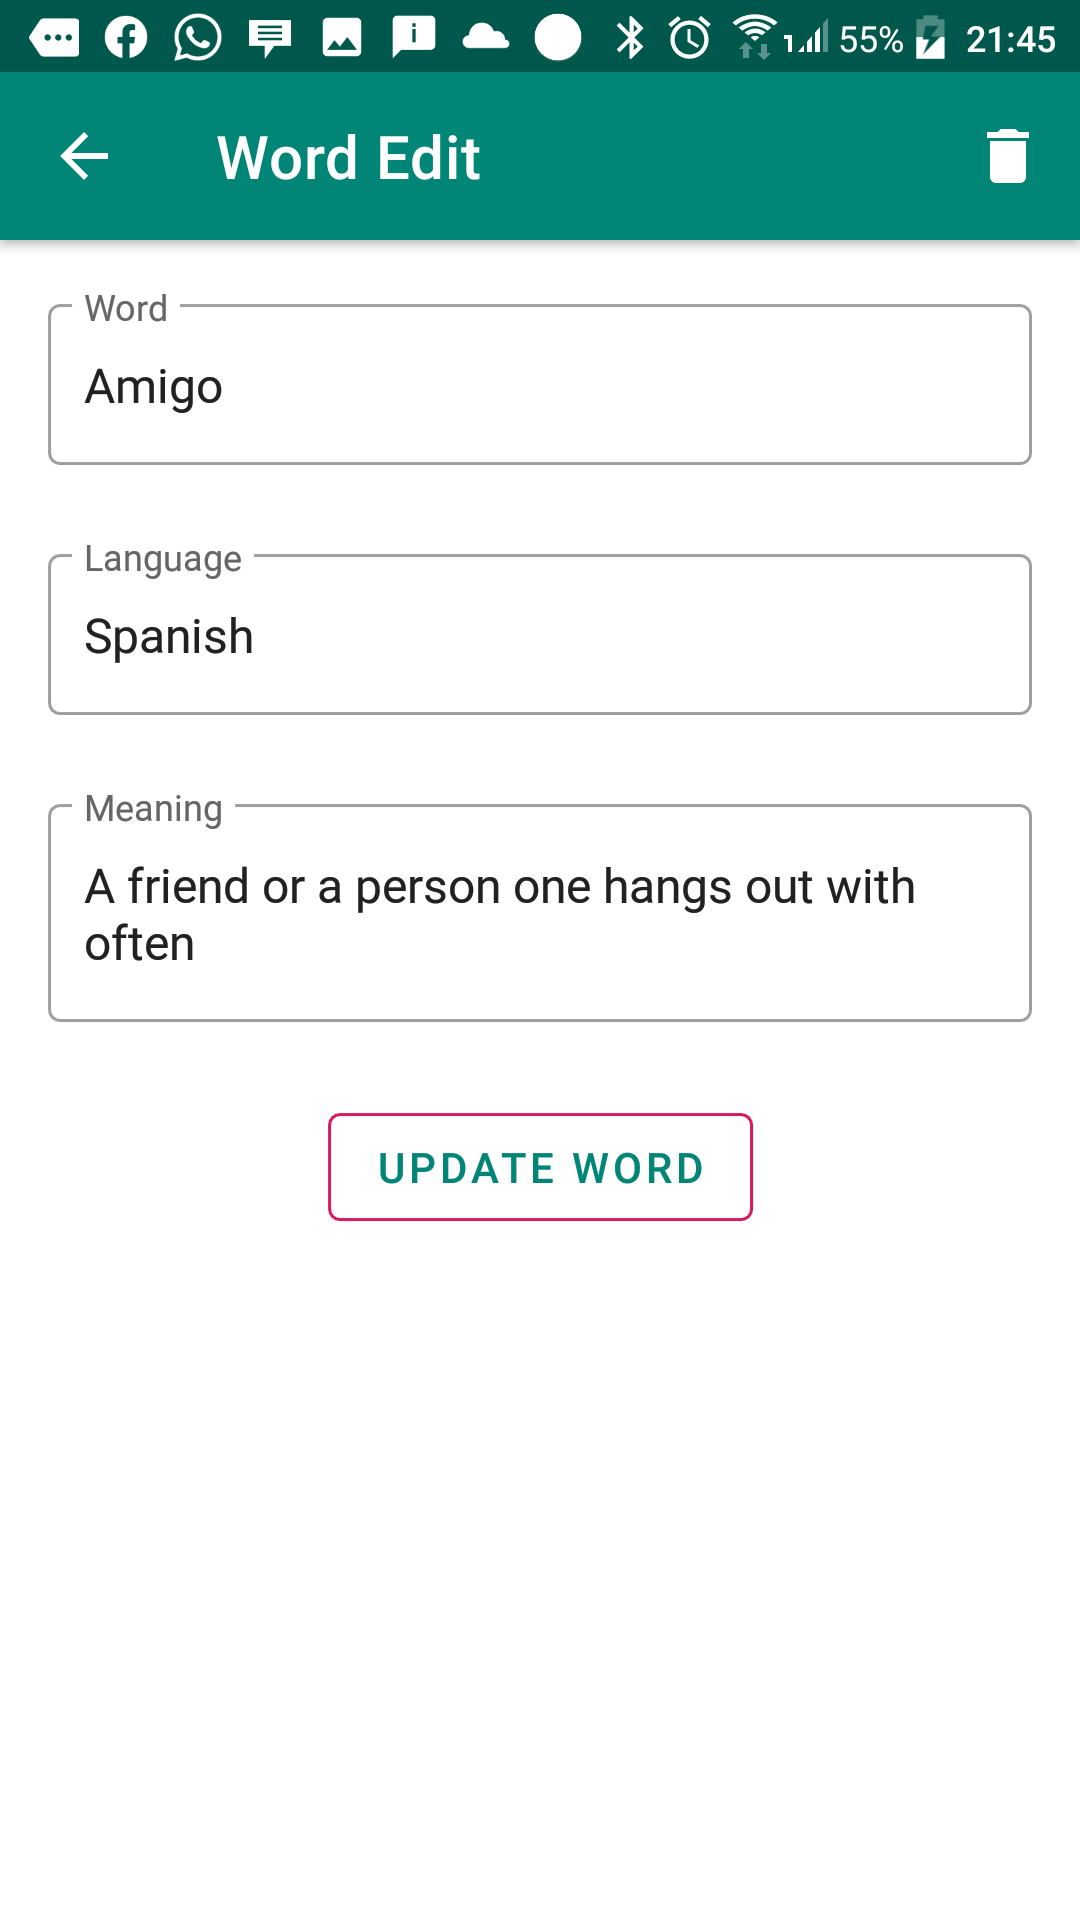 55% 21:45
Word Edit
Word
Amigo
Language
Spanish
Meaning
A friend or a person one hangs out with
often
UPDATE WORD